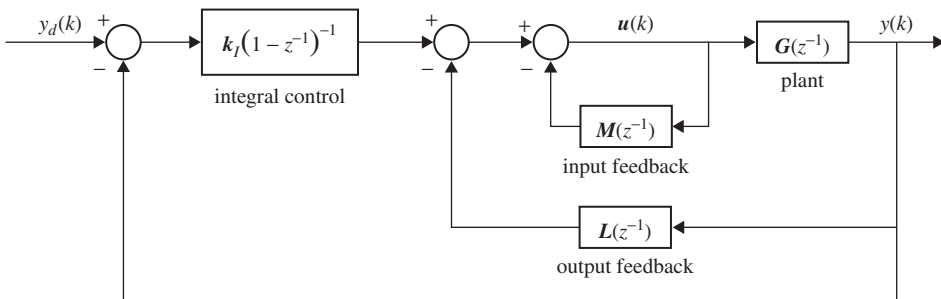 y_d(k)
+
−
k_I(1 − z⁻¹)⁻¹
integral control
+
−
+
−
u(k)
G(z⁻¹)
plant
y(k)
M(z⁻¹)
input feedback
L(z⁻¹)
output feedback